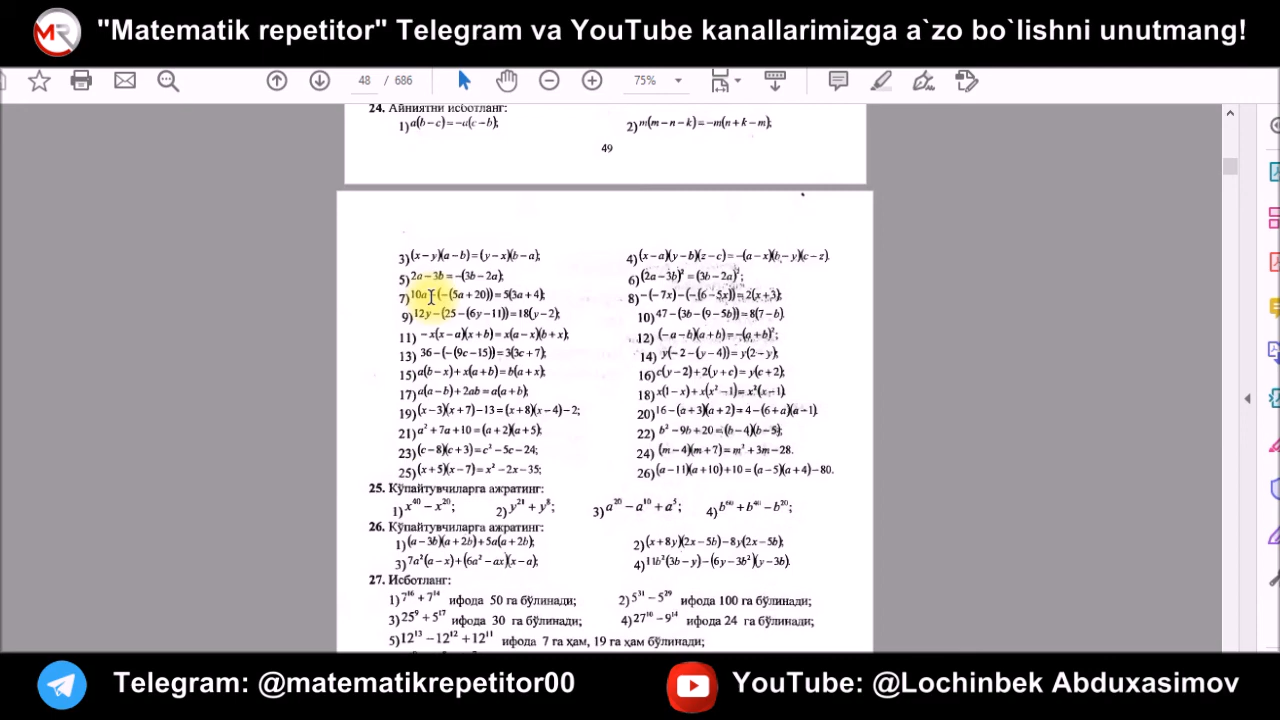 "Matematik repetitor" Telegram va YouTube kanallarimizga a`zo bo`lishni unutmang!
MR
48 / 686 75%
24. Айниятни исботланг:
1) a(b−c)=−a(c−b); 2) m(m−n−k)=−m(n+k−m);
49
3) (x−y)(a−b)=(y−x)(b−a); 4) (x−a)(y−b)(z−c)=−(a−x)(b−y)(c−z).
5) 2a−3b=−(3b−2a); 6) (2a−3b)²=(3b−2a)²;
7) 10a−(−(5a+20))=5(3a+4); 8) −(−7x)−(−(6−5x))=2(x+3);
9) 12y−(25−(6y−11))=18(y−2); 10) 47−(3b−(9−5b))=8(7−b).
11) −x(x−a)(x+b)=x(a−x)(b+x); 12) (−a−b)(a+b)=−(a+b)²;
13) 36−(−(9c−15))=3(3c+7); 14) y(−2−(y−4))=y(2−y);
15) a(b−x)+x(a+b)=b(a+x); 16) c(y−2)+2(y+c)=y(c+2);
17) a(a−b)+2ab=a(a+b); 18) x(1−x)+x(x²−1)=x²(x−1).
19) (x−3)(x+7)−13=(x+8)(x−4)−2; 20) 16−(a+3)(a+2)=4−(6+a)(a−1).
21) a²+7a+10=(a+2)(a+5); 22) b²−9b+20=(b−4)(b−5);
23) (c−8)(c+3)=c²−5c−24; 24) (m−4)(m+7)=m²+3m−28.
25) (x+5)(x−7)=x²−2x−35; 26) (a−11)(a+10)+10=(a−5)(a+4)−80.
25. Кўпайтувчиларга ажратинг:
1) x⁴⁰−x²⁰; 2) y²¹+y⁸; 3) a²⁰−a¹⁰+a⁵; 4) b⁶⁰+b⁴⁰−b²⁰;
26. Кўпайтувчиларга ажратинг:
1) (a−3b)(a+2b)+5a(a+2b); 2) (x+8y)(2x−5b)−8y(2x−5b);
3) 7a²(a−x)+(6a²−ax)(x−a); 4) 11b²(3b−y)−(6y−3b²)(y−3b).
27. Исботланг:
1) 7¹⁶+7¹⁴ ифода 50 га бўлинади; 2) 5³¹−5²⁹ ифода 100 га бўлинади;
3) 25⁹+5¹⁷ ифода 30 га бўлинади; 4) 27¹⁰−9¹⁴ ифода 24 га бўлинади;
5) 12¹³−12¹²+12¹¹ ифода 7 га ҳам, 19 га ҳам бўлинади;
Telegram: @matematikrepetitor00 YouTube: @Lochinbek Abduxasimov